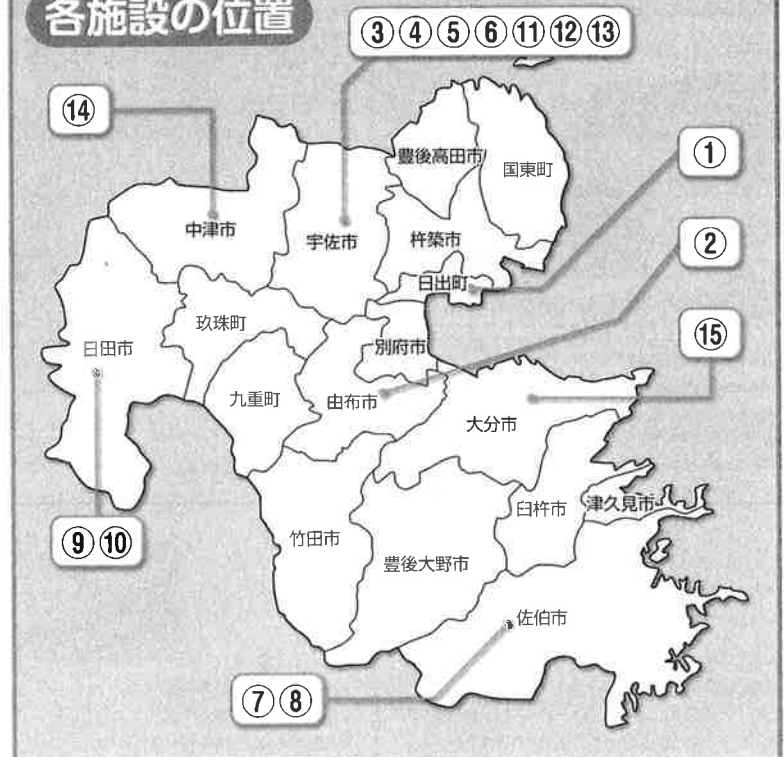 各施設の位置
③④⑤⑥⑪⑫⑬
⑭
豊後高田市
国東町
①
中津市
宇佐市
杵築市
②
日出町
玖珠町
別府市
⑮
日田市
九重町
由布市
大分市
臼杵市
津久見市
⑨⑩
竹田市
豊後大野市
佐伯市
⑦⑧